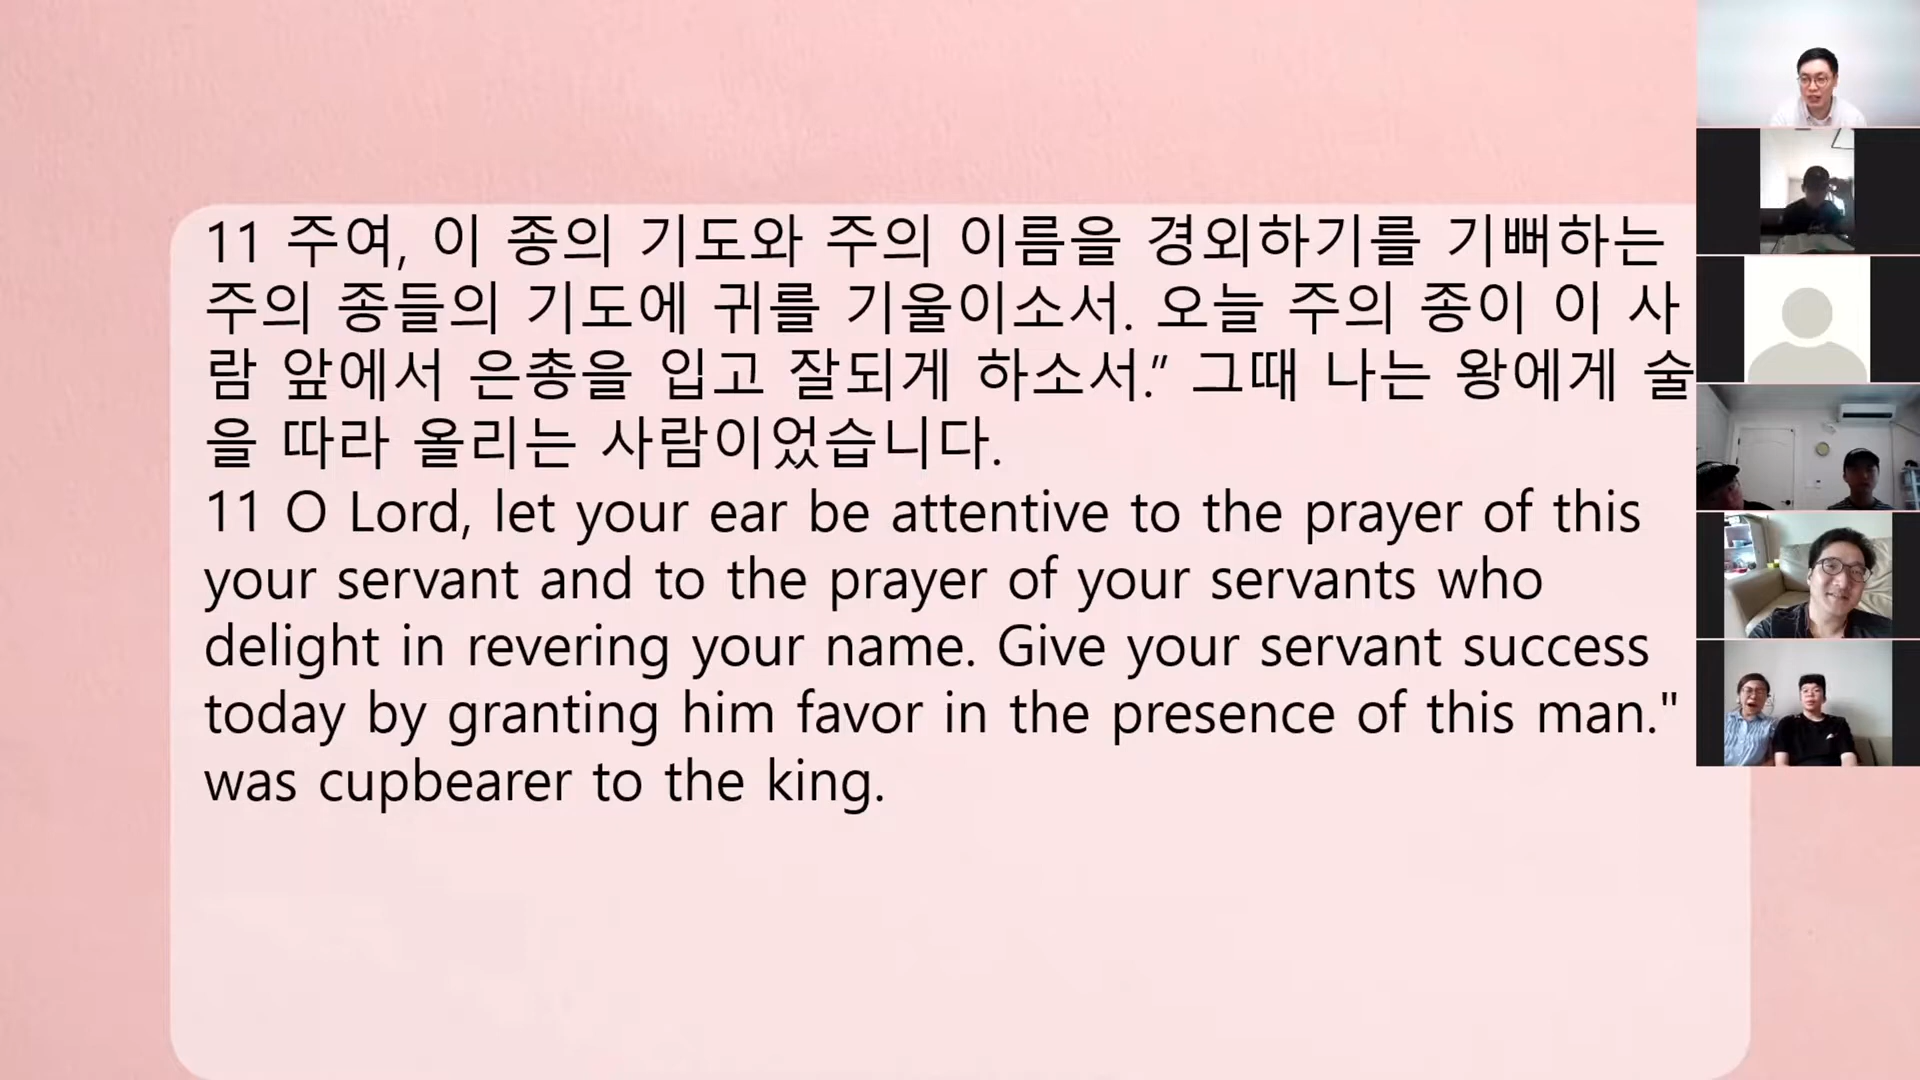 11 주여, 이 종의 기도와 주의 이름을 경외하기를 기뻐하는
주의 종들의 기도에 귀를 기울이소서. 오늘 주의 종이 이 사
람 앞에서 은총을 입고 잘되게 하소서.” 그때 나는 왕에게 술
을 따라 올리는 사람이었습니다.
11 O Lord, let your ear be attentive to the prayer of this
your servant and to the prayer of your servants who
delight in revering your name. Give your servant success
today by granting him favor in the presence of this man."
was cupbearer to the king.